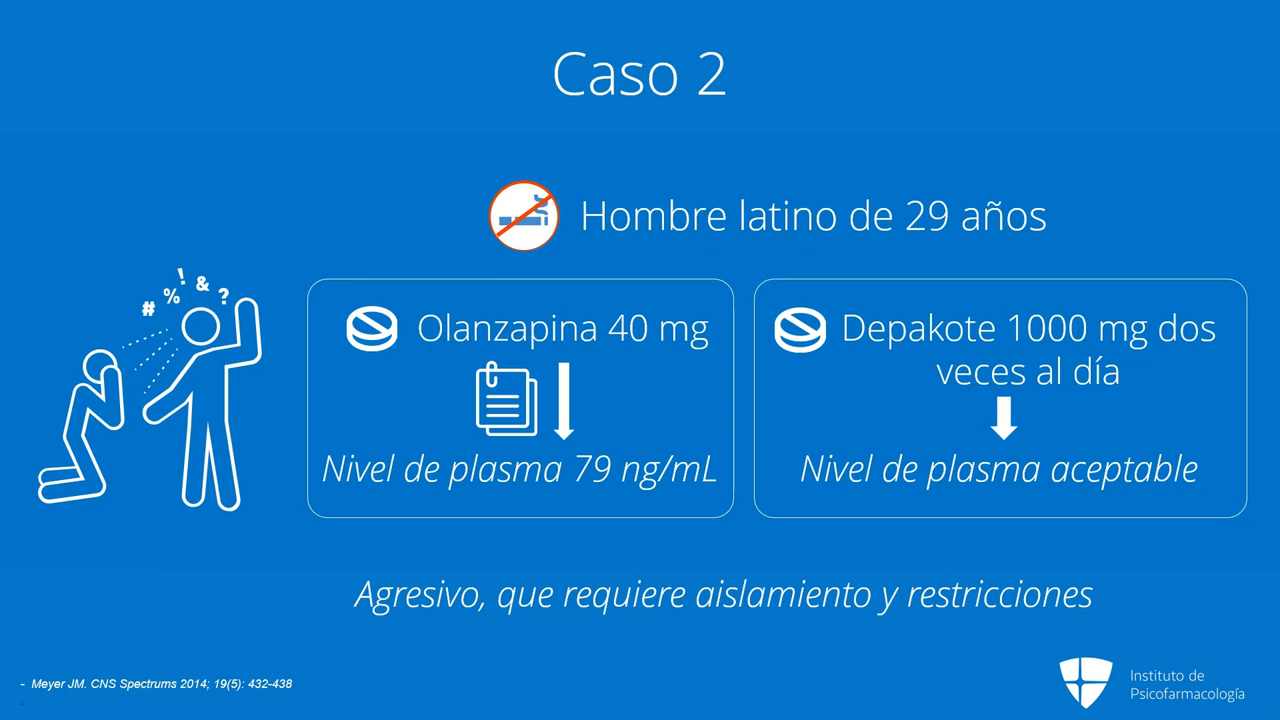 Caso 2
Hombre latino de 29 años
# % ! & ?
Olanzapina 40 mg
Nivel de plasma 79 ng/mL
Depakote 1000 mg dos
veces al día
Nivel de plasma aceptable
Agresivo, que requiere aislamiento y restricciones
- Meyer JM. CNS Spectrums 2014; 19(5): 432-438
.
Instituto de
Psicofarmacología